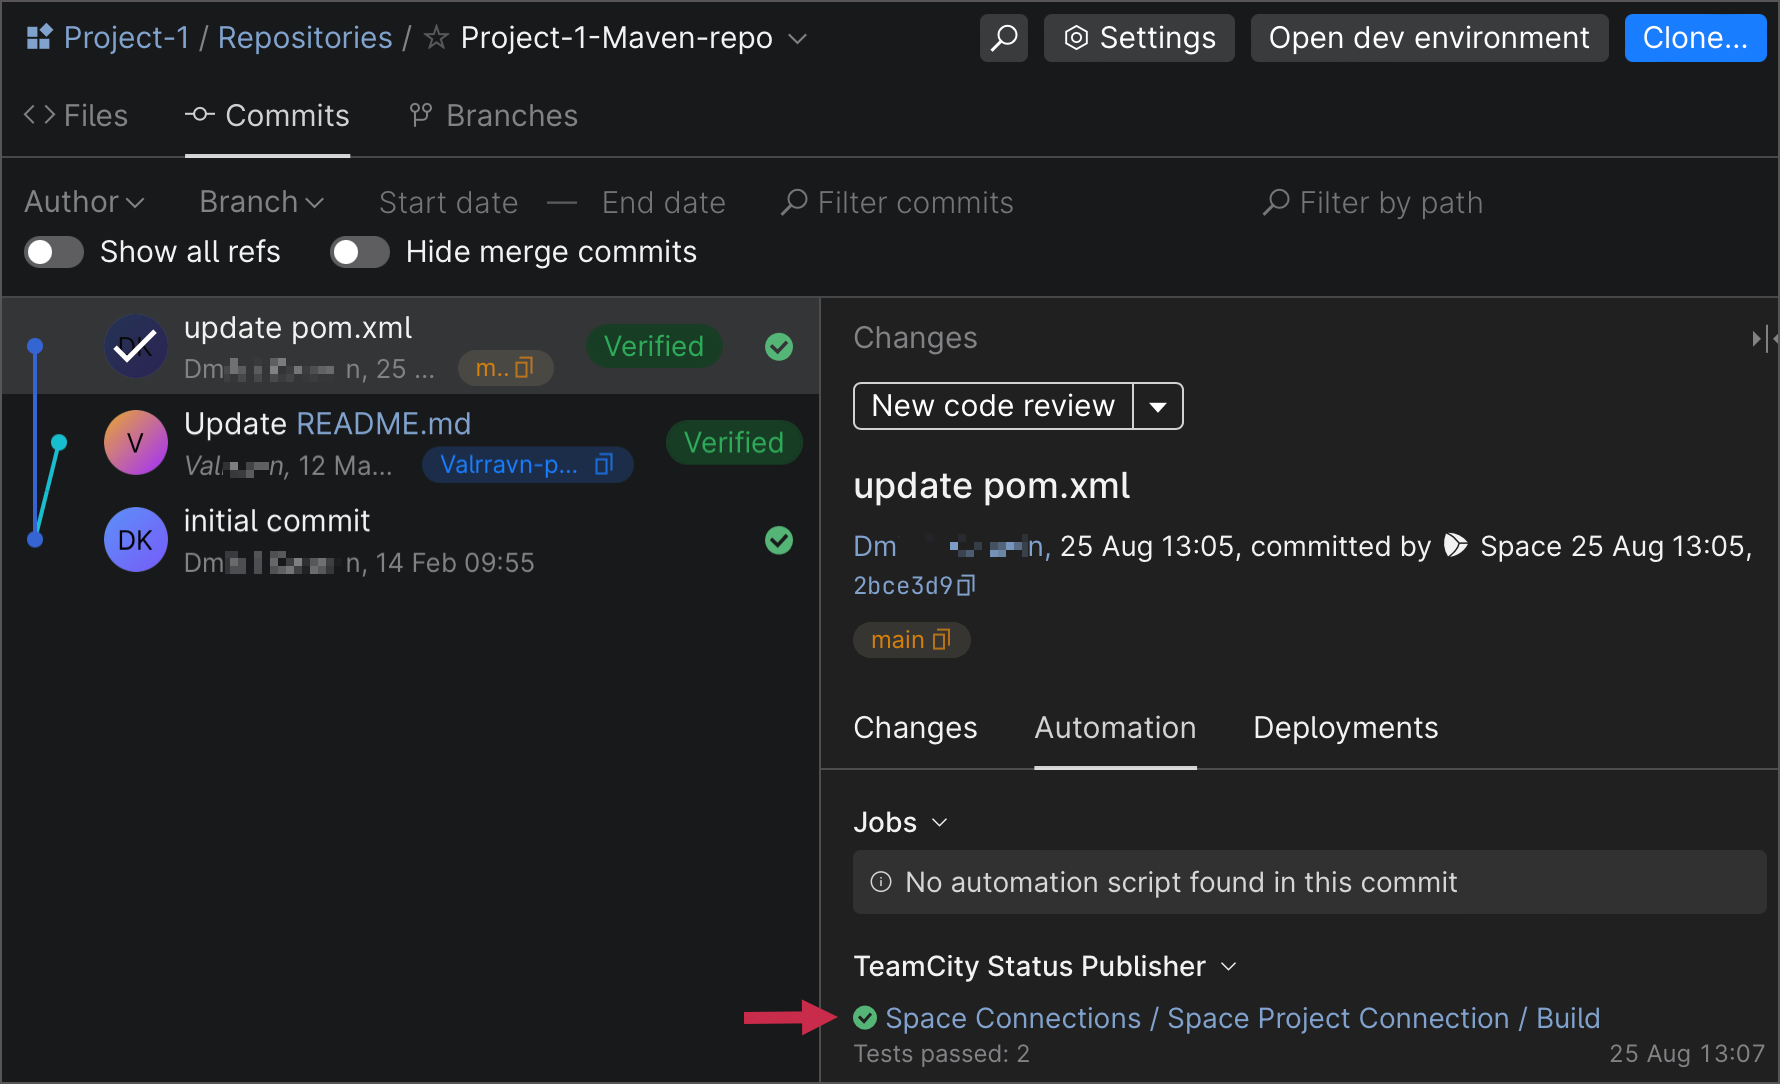 Project-1 / Repositories / Project-1-Maven-repo
Settings
Open dev environment
Clone...
Files
Commits
Branches
Author
Branch
Start date — End date
Filter commits
Filter by path
Show all refs
Hide merge commits
update pom.xml
Dm n, 25 ...
m..
Verified
V
Update README.md
Val n, 12 Ma...
Valrravn-p...
Verified
DK
initial commit
Dm n, 14 Feb 09:55
Changes
New code review
update pom.xml
Dm n, 25 Aug 13:05, committed by Space 25 Aug 13:05,
2bce3d9
main
Changes
Automation
Deployments
Jobs
No automation script found in this commit
TeamCity Status Publisher
Space Connections / Space Project Connection / Build
Tests passed: 2
25 Aug 13:07